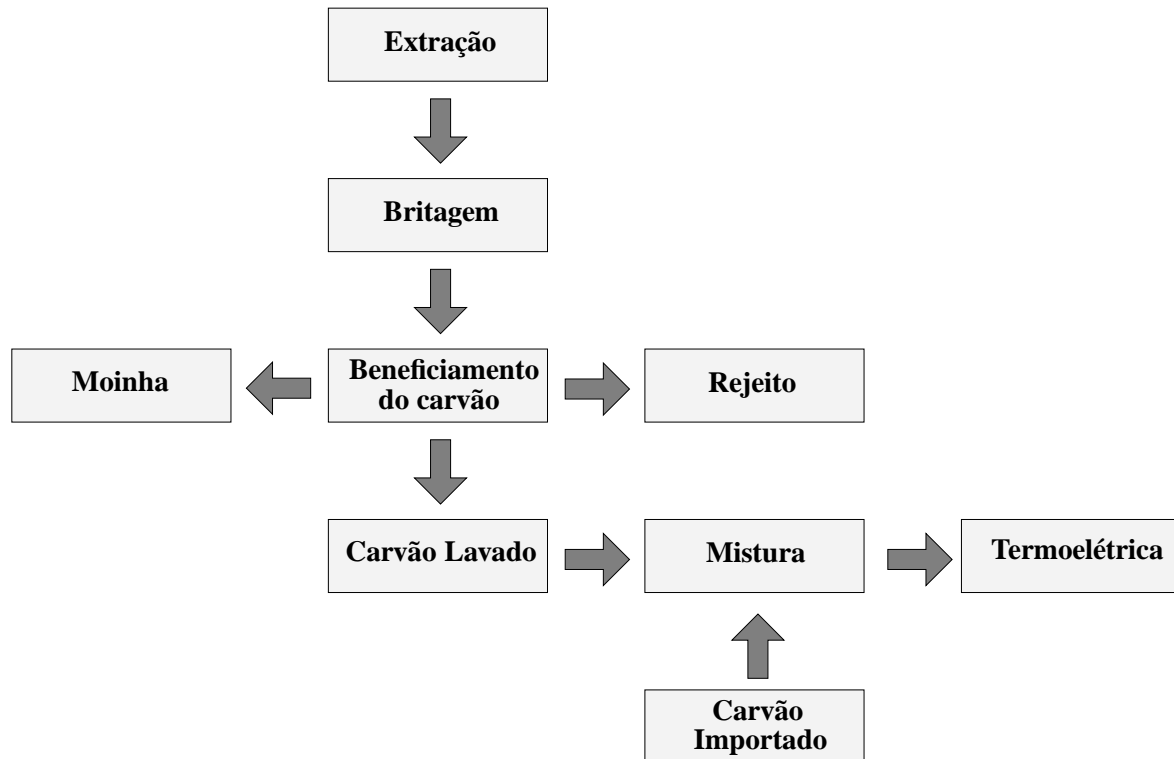 Extração
Britagem
Moinha
Beneficiamento
do carvão
Rejeito
Carvão Lavado
Mistura
Termoelétrica
Carvão
Importado